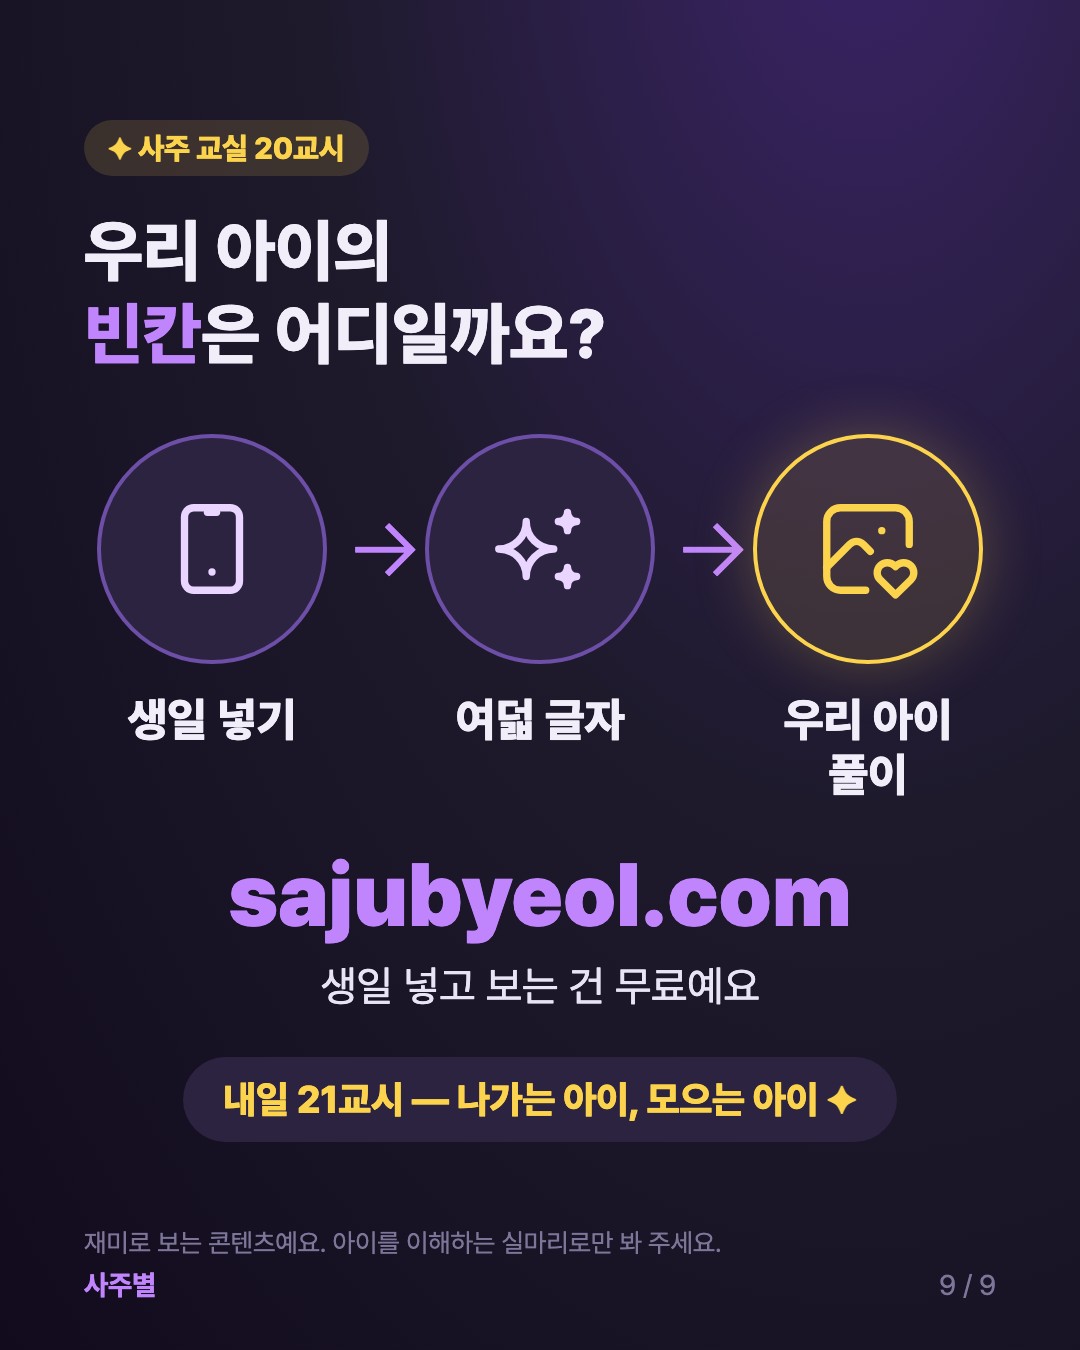 ✦ 사주 교실 20교시
우리 아이의
빈칸은 어디일까요?
생일 넣기
여덟 글자
우리 아이
풀이
sajubyeol.com
생일 넣고 보는 건 무료예요
내일 21교시 — 나가는 아이, 모으는 아이 ✦
재미로 보는 콘텐츠예요. 아이를 이해하는 실마리로만 봐 주세요.
사주별
9 / 9